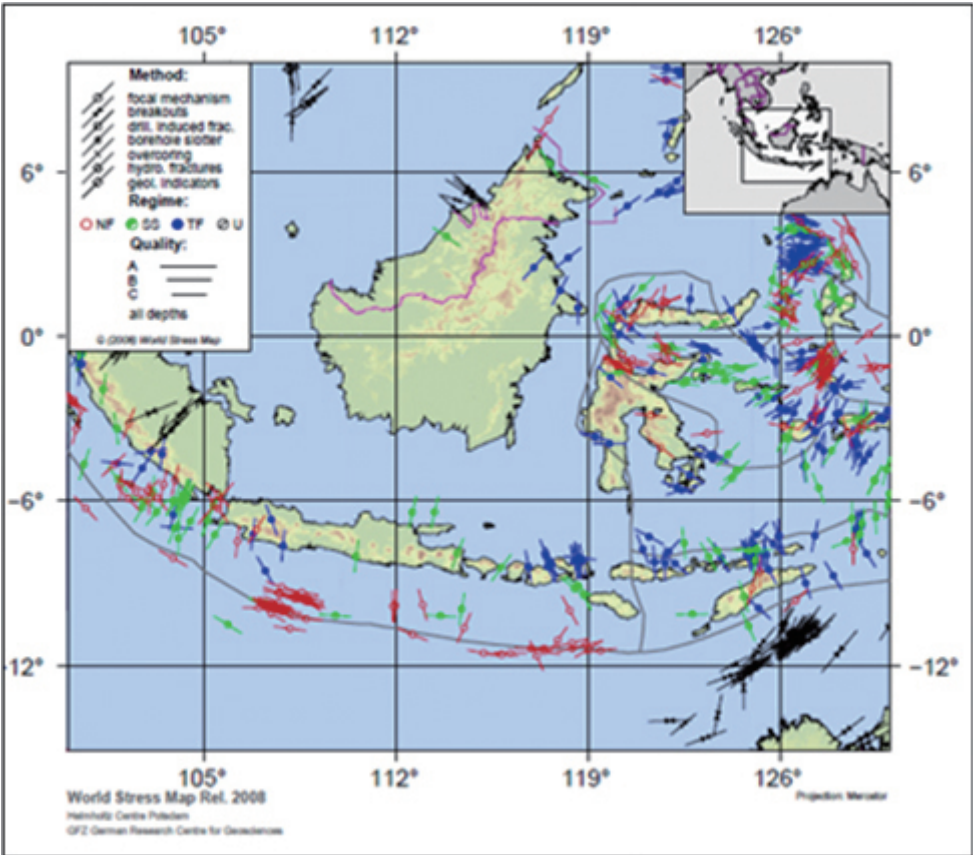 105° 112° 119° 126°
Method:
focal mechanism
breakouts
drill. induced frac.
borehole slotter
overcoring
hydro. fractures
geol. indicators
Regime:
NF SS TF U
Quality:
A
B
C
all depths
© (2008) World Stress Map
6° 6°
0° 0°
-6° -6°
-12° -12°
105° 112° 119° 126°
World Stress Map Rel. 2008
Projection: Mercator
Helmholtz Centre Potsdam
GFZ German Research Centre for Geosciences